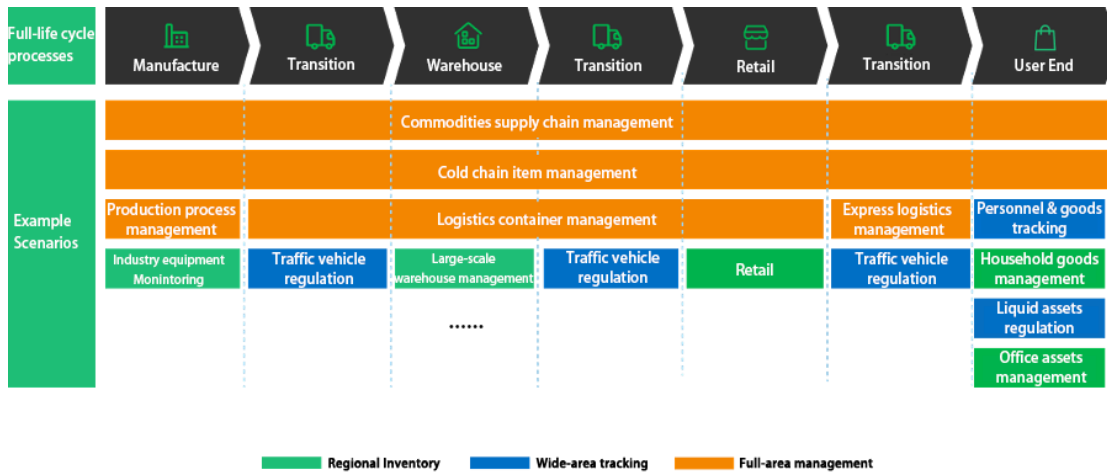 Full-life cycle
processes
Manufacture
Transition
Warehouse
Transition
Retail
Transition
User End
Example
Scenarios
Commodities supply chain management
Cold chain item management
Production process
management
Logistics container management
Express logistics
management
Personnel & goods
tracking
Industry equipment
Monintoring
Traffic vehicle
regulation
Large-scale
warehouse management
Traffic vehicle
regulation
Retail
Traffic vehicle
regulation
Household goods
management
......
Liquid assets
regulation
Office assets
management
Regional Inventory
Wide-area tracking
Full-area management